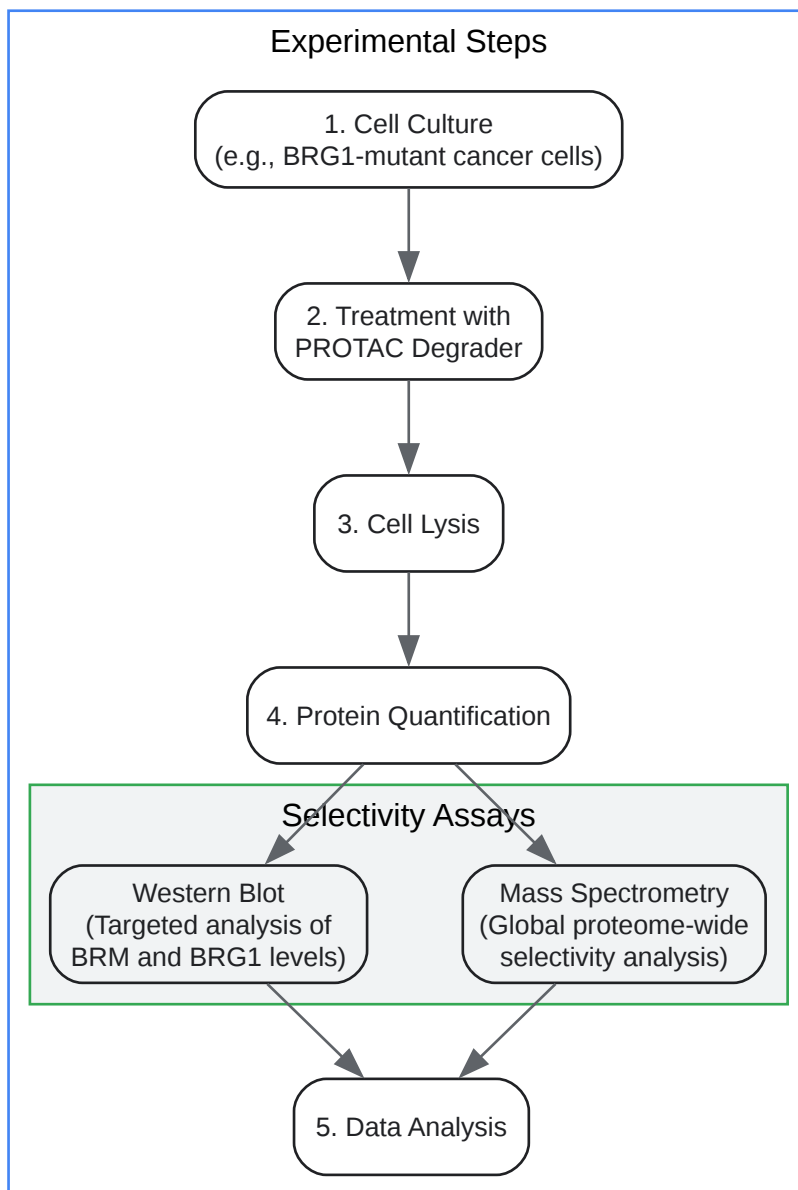 Experimental Steps
1. Cell Culture
(e.g., BRG1-mutant cancer cells)
2. Treatment with
PROTAC Degrader
3. Cell Lysis
4. Protein Quantification
Selectivity Assays
Western Blot
(Targeted analysis of
BRM and BRG1 levels)
Mass Spectrometry
(Global proteome-wide
selectivity analysis)
5. Data Analysis